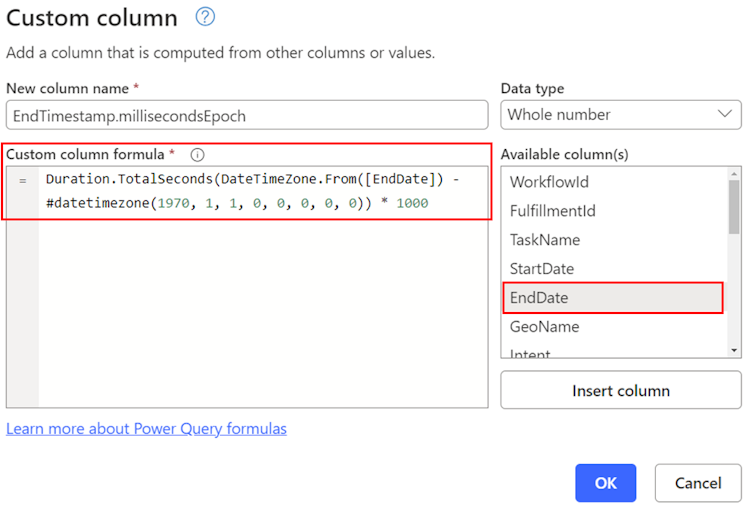 Custom column ?
Add a column that is computed from other columns or values.
New column name *
Data type
EndTimestamp.millisecondsEpoch
Whole number
Custom column formula *
Available column(s)
= Duration.TotalSeconds(DateTimeZone.From([EndDate]) -
#datetimezone(1970, 1, 1, 0, 0, 0, 0, 0)) * 1000
WorkflowId
FulfillmentId
TaskName
StartDate
EndDate
GeoName
Intent
Insert column
Learn more about Power Query formulas
OK
Cancel